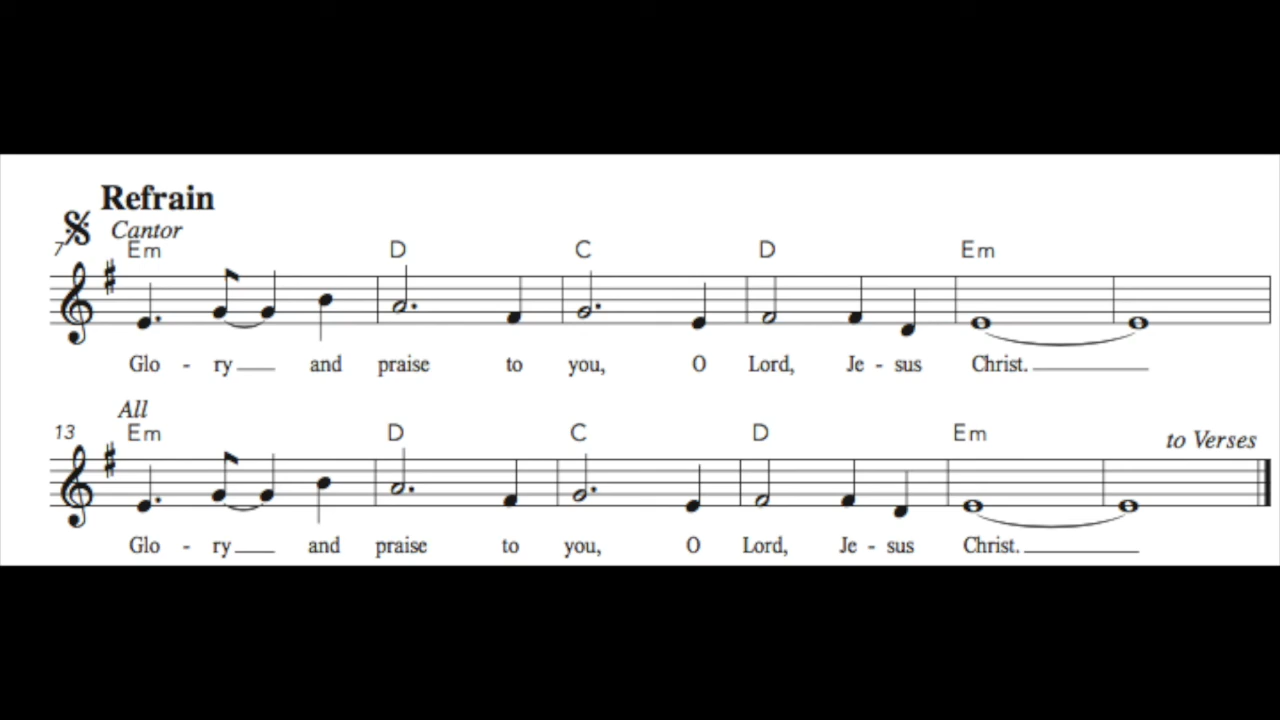 Refrain
Cantor
7 Em D C D Em
Glo - ry and praise to you, O Lord, Je - sus Christ.
All
13 Em D C D Em to Verses
Glo - ry and praise to you, O Lord, Je - sus Christ.